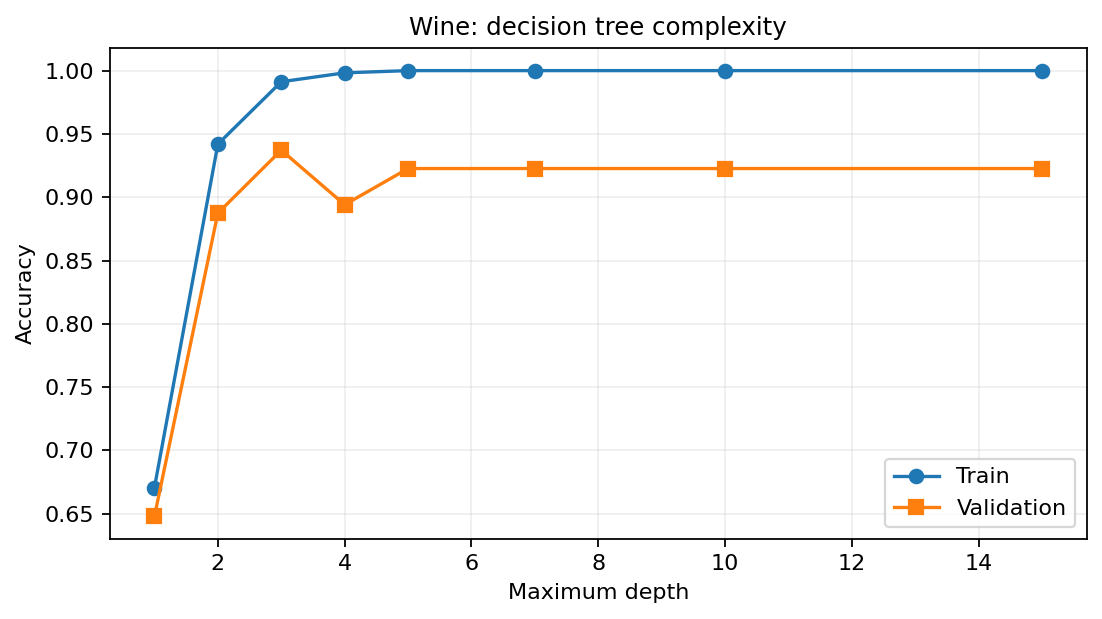 Wine: decision tree complexity
1.00
0.95
0.90
0.85
0.80
0.75
0.70
0.65
Accuracy
Train
Validation
2 4 6 8 10 12 14
Maximum depth